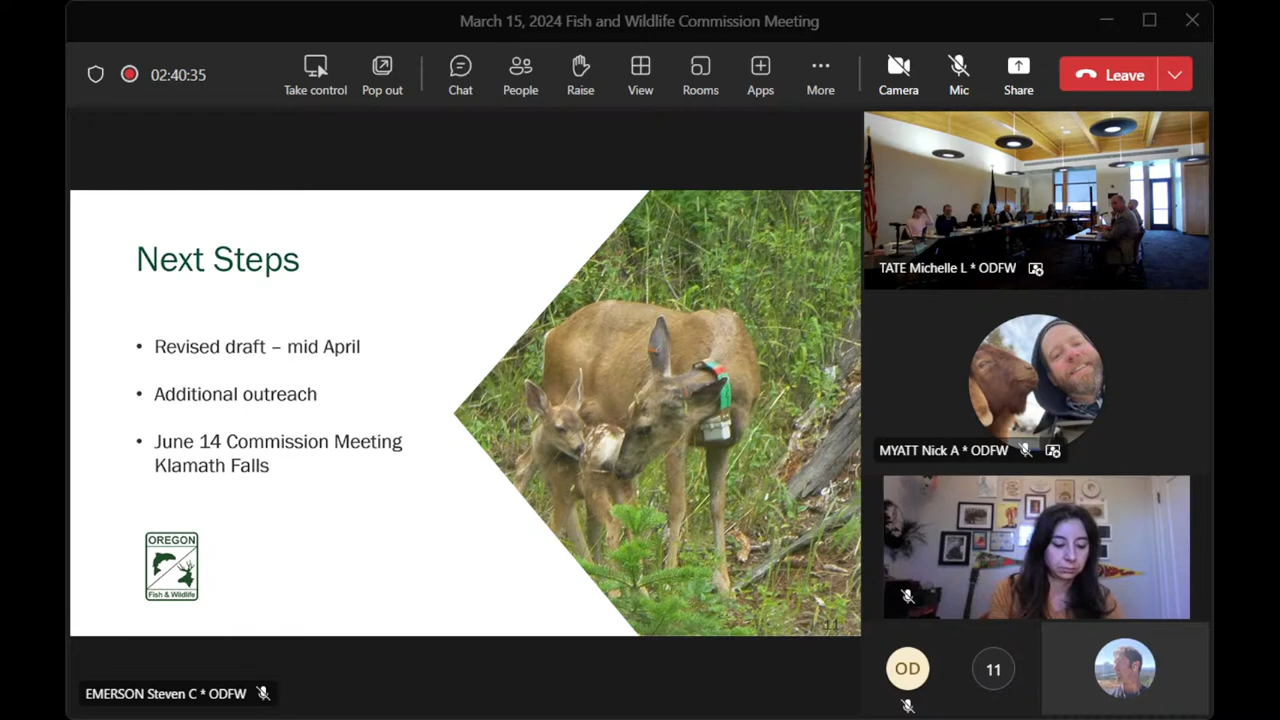 March 15, 2024 Fish and Wildlife Commission Meeting
02:40:35
Take control
Pop out
Chat
People
Raise
View
Rooms
Apps
More
Camera
Mic
Share
Leave
Next Steps
• Revised draft – mid April
• Additional outreach
• June 14 Commission Meeting
Klamath Falls
OREGON
Fish & Wildlife
11
EMERSON Steven C * ODFW
TATE Michelle L * ODFW
MYATT Nick A * ODFW
OD
11